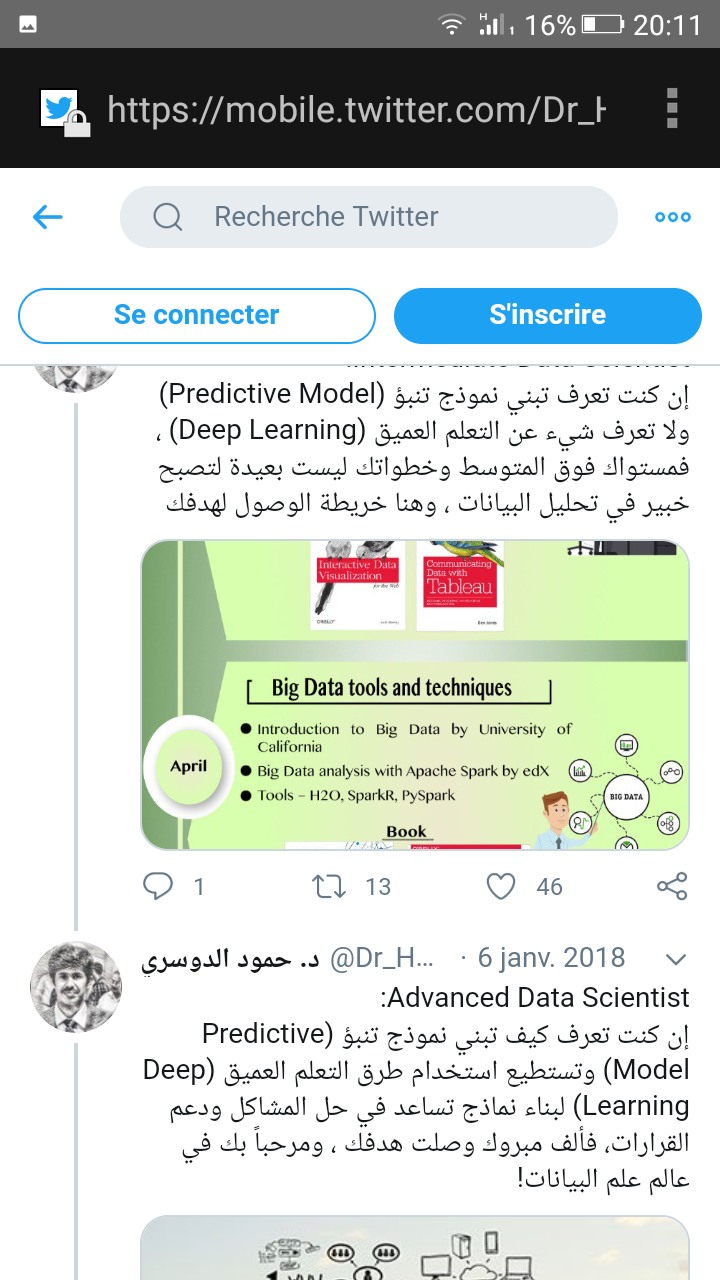 16% 20:11
https://mobile.twitter.com/Dr_H
Recherche Twitter
Se connecter
S'inscrire
:Intermediate Data Scientist
إن كنت تعرف تبني نموذج تنبؤ (Predictive Model)
ولا تعرف شيء عن التعلم العميق (Deep Learning) ،
فمستواك فوق المتوسط وخطواتك ليست بعيدة لتصبح
خبير في تحليل البيانات ، وهنا خريطة الوصول لهدفك
Interactive Data
Visualization
for the Web
O'REILLY
Communicating
Data with
Tableau
Ben Jones
Big Data tools and techniques
April
● Introduction to Big Data by University of
California
● Big Data analysis with Apache Spark by edX
● Tools – H2O, SparkR, PySpark
BIG DATA
Book
1 13 46
د. حمود الدوسري @Dr_H... · 6 janv. 2018
:Advanced Data Scientist
إن كنت تعرف كيف تبني نموذج تنبؤ (Predictive
Model) وتستطيع استخدام طرق التعلم العميق (Deep
Learning) لبناء نماذج تساعد في حل المشاكل ودعم
القرارات، فألف مبروك وصلت هدفك ، ومرحباً بك في
عالم علم البيانات!